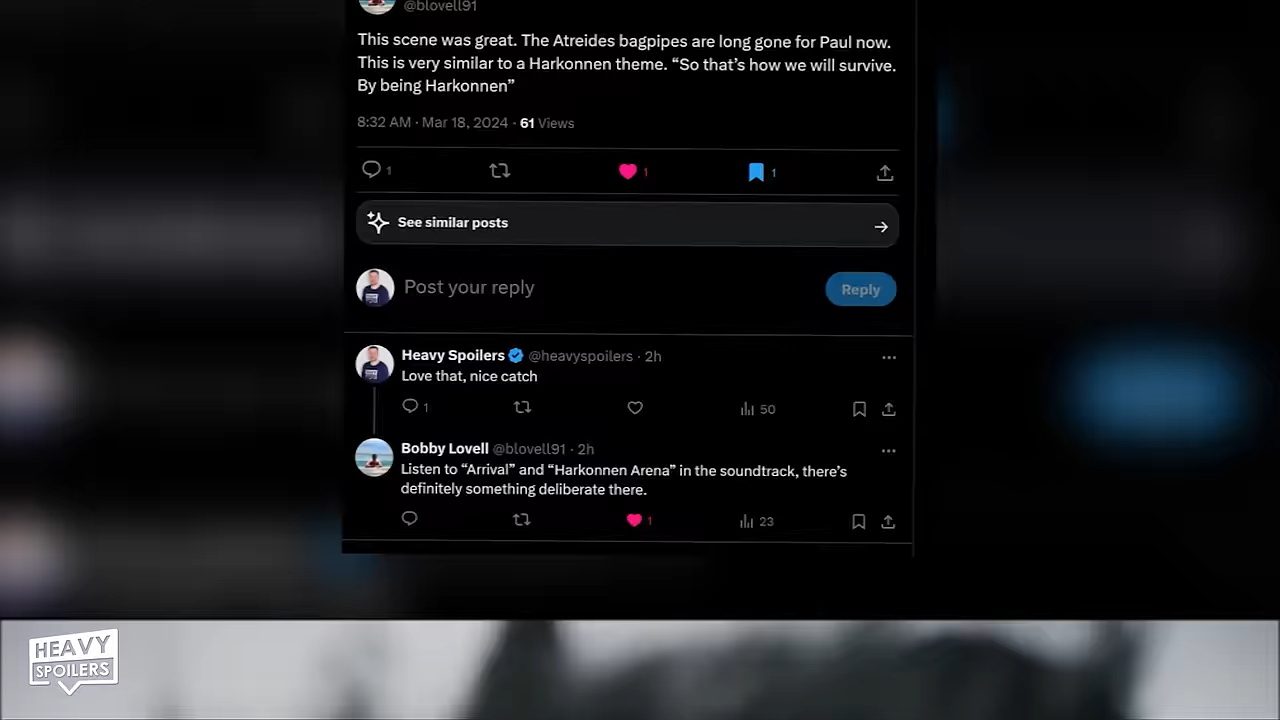 @blovell91
This scene was great. The Atreides bagpipes are long gone for Paul now.
This is very similar to a Harkonnen theme. “So that’s how we will survive.
By being Harkonnen”
8:32 AM · Mar 18, 2024 · 61 Views
1 1 1
See similar posts
Post your reply Reply
Heavy Spoilers @heavyspoilers · 2h
Love that, nice catch
1 50
Bobby Lovell @blovell91 · 2h
Listen to “Arrival” and “Harkonnen Arena” in the soundtrack, there’s
definitely something deliberate there.
1 23
HEAVY
SPOILERS